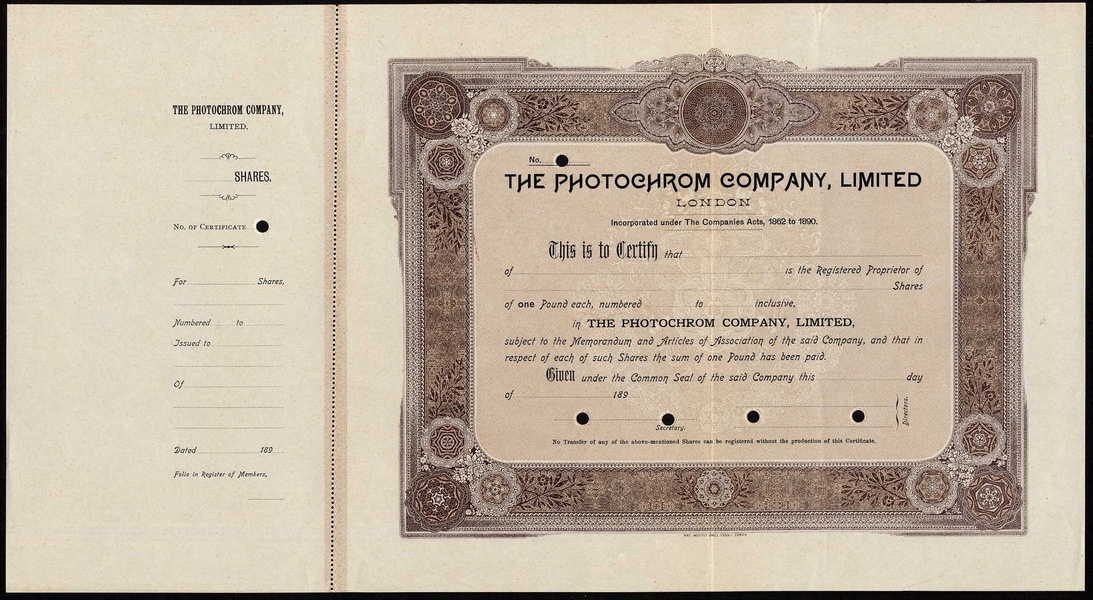 THE PHOTOCHROM COMPANY,
LIMITED.
SHARES.
No. of Certificate
For Shares,
Numbered to
Issued to
Of
Dated 189
Folio in Register of Members,
No.
THE PHOTOCHROM COMPANY, LIMITED
LONDON
Incorporated under The Companies Acts, 1862 to 1890.
This is to Certify that
of is the Registered Proprietor of
Shares
of one Pound each, numbered to inclusive,
in THE PHOTOCHROM COMPANY, LIMITED,
subject to the Memorandum and Articles of Association of the said Company, and that in
respect of each of such Shares the sum of one Pound has been paid.
Given under the Common Seal of the said Company this day
of 189
Directors.
Secretary.
No Transfer of any of the above-mentioned Shares can be registered without the production of this Certificate.